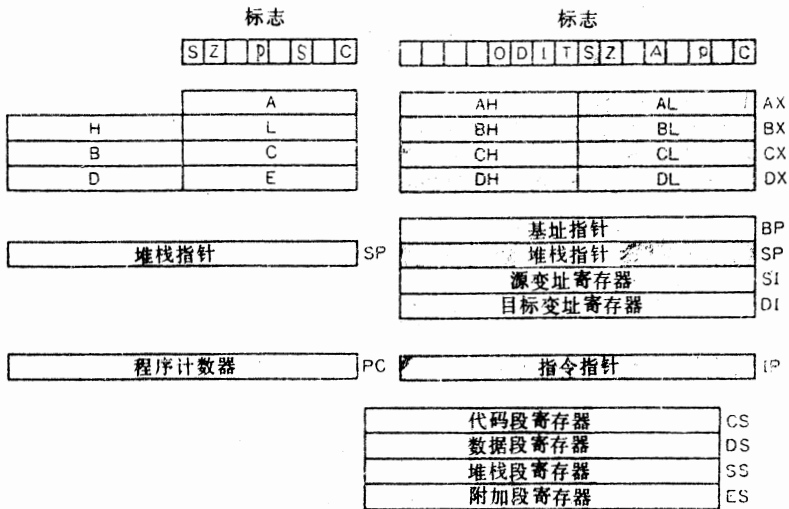 标志 标志
S Z P S C O D I T S Z A P C
A AH AL AX
H L BH BL BX
B C CH CL CX
D E DH DL DX
基址指针 BP
堆栈指针 SP 堆栈指针 SP
源变址寄存器 SI
目标变址寄存器 DI
程序计数器 PC 指令指针 IP
代码段寄存器 CS
数据段寄存器 DS
堆栈段寄存器 SS
附加段寄存器 ES